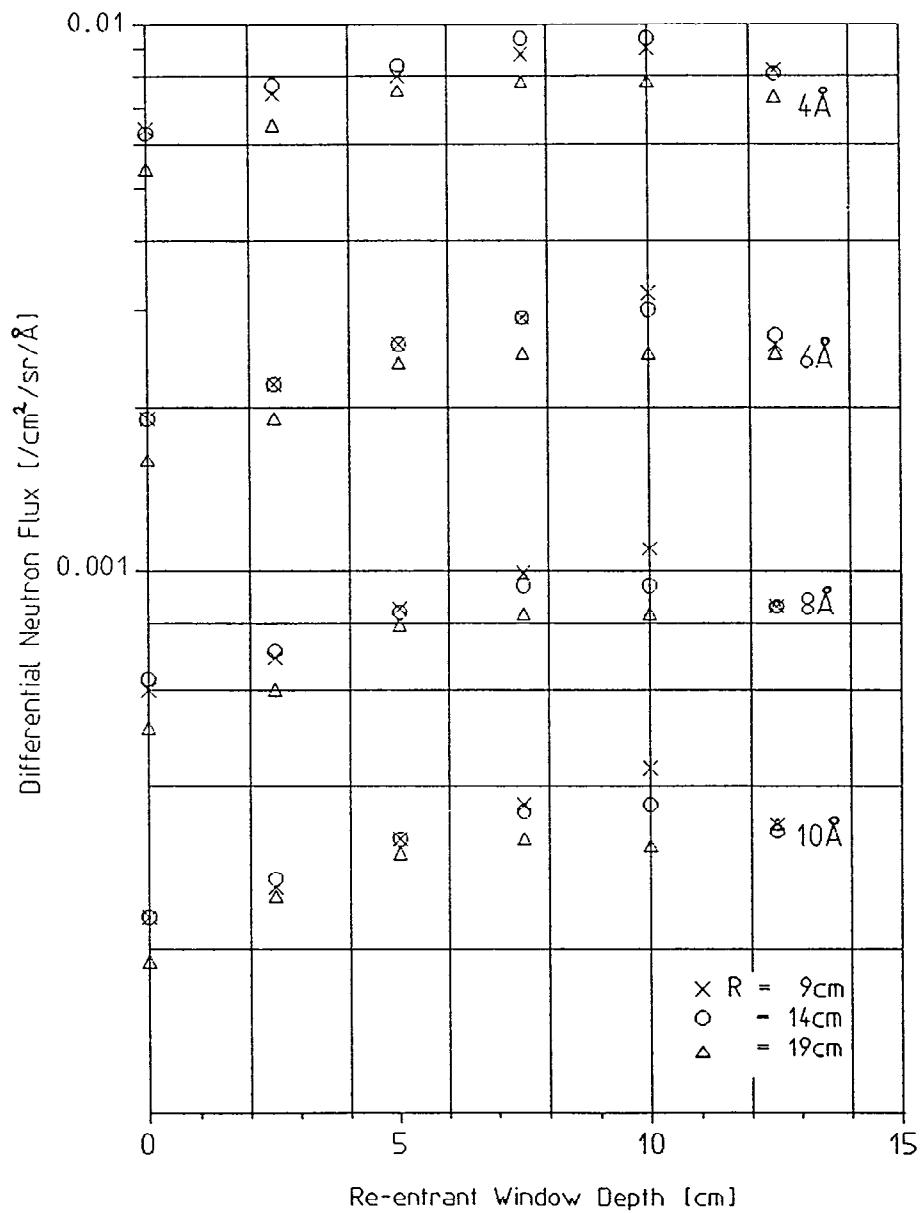 0.01
4Å
6Å
Differential Neutron Flux [/cm²/sr/Å]
0.001
8Å
10Å
× R = 9cm
○ - 14cm
△ = 19cm
0 5 10 15
Re-entrant Window Depth [cm]